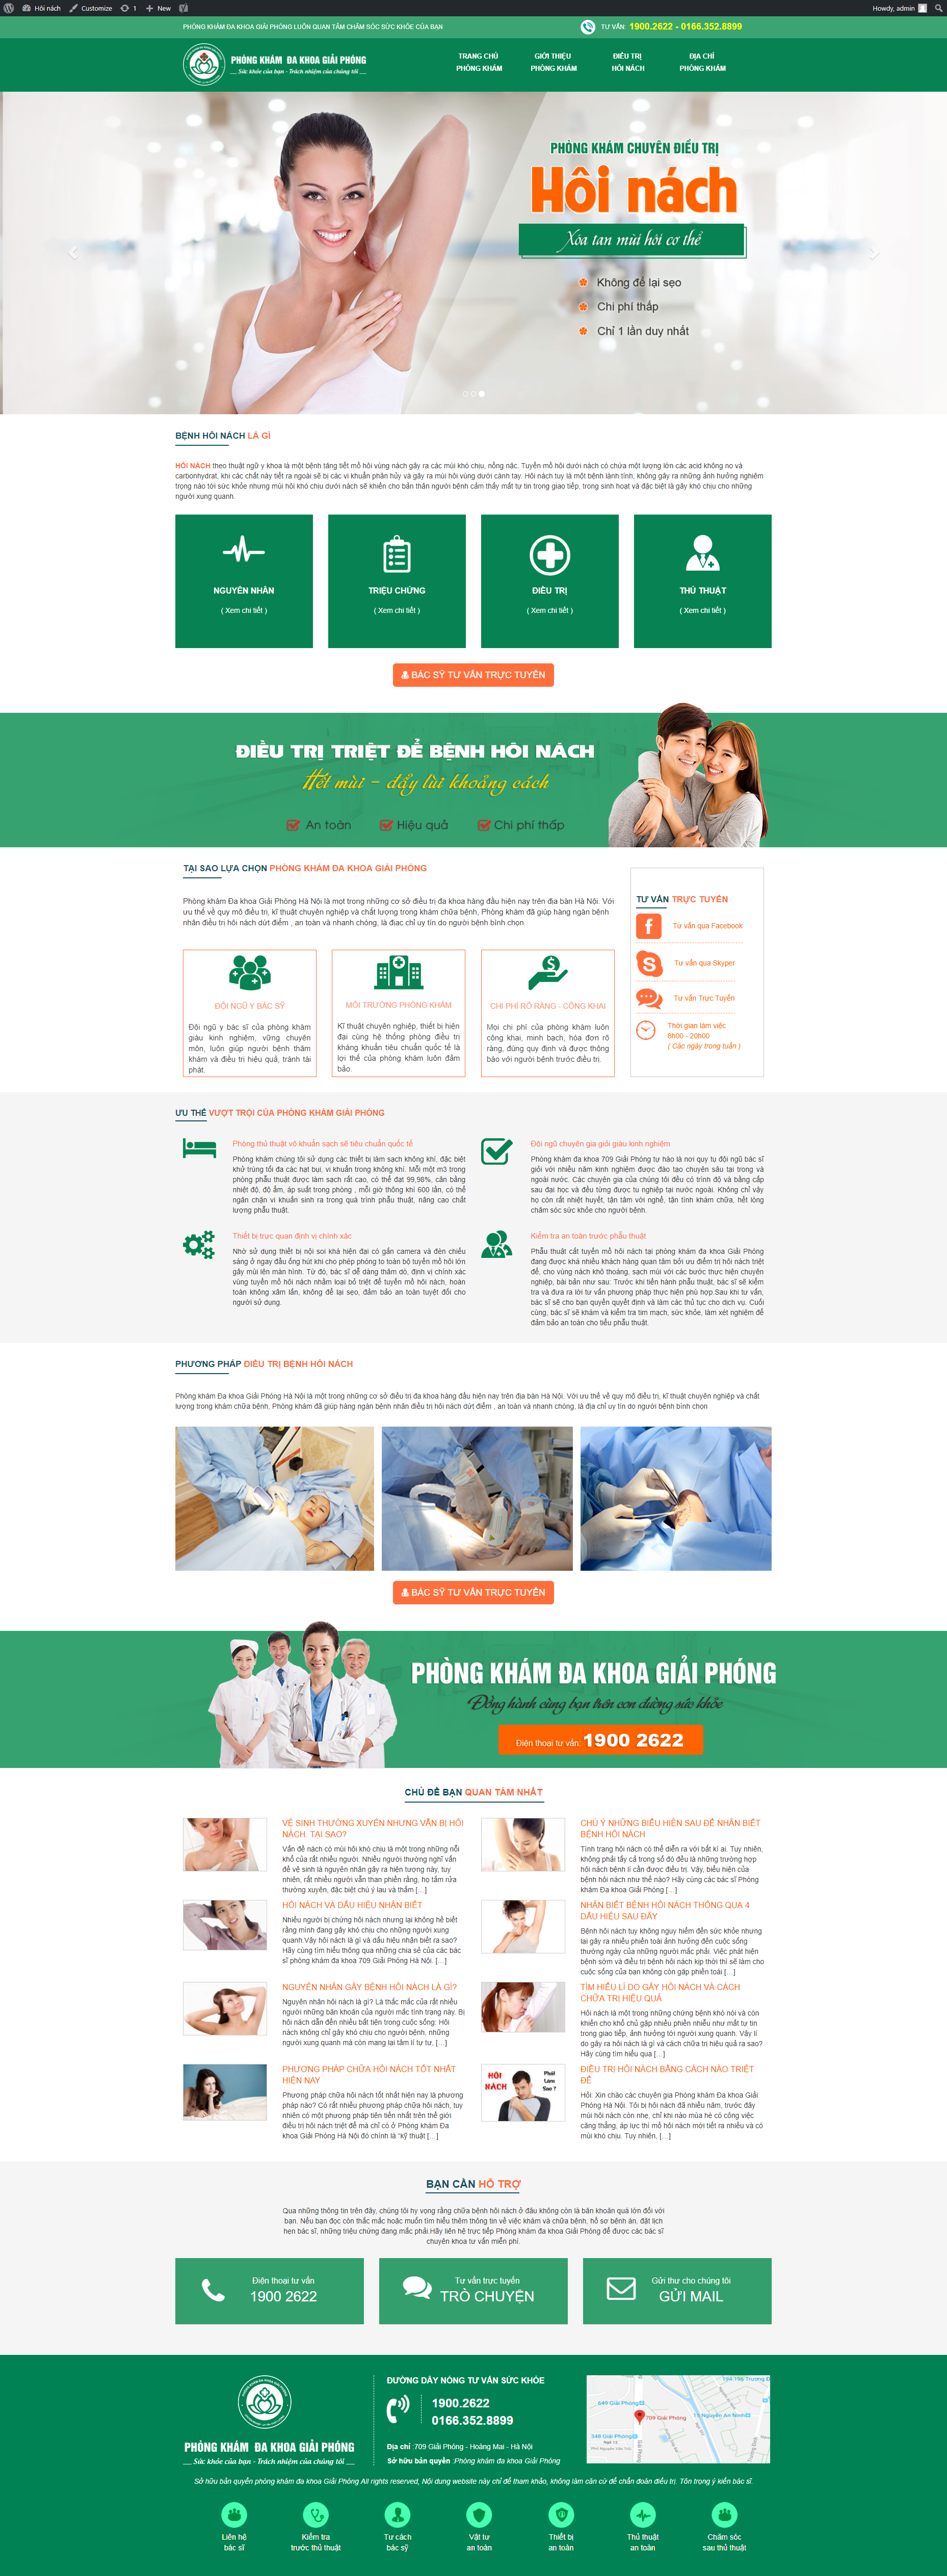 Hôi nách Customize 1 New Howdy, admin
PHÒNG KHÁM ĐA KHOA GIẢI PHÓNG LUÔN QUAN TÂM CHĂM SÓC SỨC KHỎE CỦA BẠN
TƯ VẤN: 1900.2622 - 0166.352.8899
PHÒNG KHÁM ĐA KHOA GIẢI PHÓNG
Sức khỏe của bạn - Trách nhiệm của chúng tôi
TRANG CHỦ PHÒNG KHÁM
GIỚI THIỆU PHÒNG KHÁM
ĐIỀU TRỊ HÔI NÁCH
ĐỊA CHỈ PHÒNG KHÁM
PHÒNG KHÁM CHUYÊN ĐIỀU TRỊ
Hôi nách
Xóa tan mùi hôi cơ thể
Không để lại sẹo
Chi phí thấp
Chỉ 1 lần duy nhất
BỆNH HÔI NÁCH LÀ GÌ
HÔI NÁCH theo thuật ngữ y khoa là một bệnh tăng tiết mồ hôi vùng nách gây ra các mùi khó chịu, nồng nặc. Tuyến mồ hôi dưới nách có chứa một lượng lớn các acid không no và
carbonhydrat, khi các chất này tiết ra ngoài sẽ bị các vi khuẩn phân hủy và gây ra mùi hôi vùng dưới cánh tay. Hôi nách tuy là một bệnh lành tính, không gây ra những ảnh hưởng nghiêm
trọng nào tới sức khỏe nhưng mùi hôi khó chịu dưới nách sẽ khiến cho bản thân người bệnh cảm thấy mất tự tin trong giao tiếp, trong sinh hoạt và đặc biệt là gây khó chịu cho những
người xung quanh.
NGUYÊN NHÂN
( Xem chi tiết )
TRIỆU CHỨNG
( Xem chi tiết )
ĐIỀU TRỊ
( Xem chi tiết )
THỦ THUẬT
( Xem chi tiết )
BÁC SỸ TƯ VẤN TRỰC TUYẾN
ĐIỀU TRỊ TRIỆT ĐỂ BỆNH HÔI NÁCH
Hết mùi - đẩy lùi khoảng cách
An toàn Hiệu quả Chi phí thấp
TẠI SAO LỰA CHỌN PHÒNG KHÁM ĐA KHOA GIẢI PHÓNG
Phòng khám Đa khoa Giải Phóng Hà Nội là mọt trong những cơ sở điều trị đa khoa hàng đầu hiện nay trên địa bàn Hà Nội. Với
ưu thế về quy mô điều trị, kĩ thuật chuyên nghiệp và chất lượng trong khám chữa bệnh, Phòng khám đã giúp hàng ngàn bệnh
nhân điều trị hôi nách dứt điểm , an toàn và nhanh chóng, là điac chỉ uy tín do người bình chọn.
ĐỘI NGŨ Y BÁC SỸ
Đội ngũ y bác sĩ của phòng khám
giàu kinh nghiệm, vững chuyên
môn, luôn giúp người bệnh thăm
khám và điều trị hiệu quả, tránh tái
phát.
MÔI TRƯỜNG PHÒNG KHÁM
Kĩ thuật chuyên nghiệp, thiết bị hiện
đại cùng hệ thống phòng điều trị
kháng khuẩn tiêu chuẩn quốc tế là
lợi thế của phòng khám luôn đảm
bảo.
CHI PHÍ RÕ RÀNG - CÔNG KHAI
Mọi chi phí của phòng khám luôn
công khai, minh bạch, hóa đơn rõ
ràng, đúng quy định và được thông
báo với người bệnh trước điều trị.
TƯ VẤN TRỰC TUYẾN
Tư vấn qua Facebook
Tư vấn qua Skyper
Tư vấn Trực Tuyến
Thời gian làm việc
8h00 - 20h00
( Các ngày trong tuần )
ƯU THẾ VƯỢT TRỘI CỦA PHÒNG KHÁM GIẢI PHÓNG
Phòng thủ thuật vô khuẩn sạch sẽ tiêu chuẩn quốc tế
Phòng khám chúng tôi sử dụng các thiết bị làm sạch không khí, đặc biệt
khử trùng tối đa các hạt bụi, vi khuẩn trong không khí. Mỗi một m3 trong
phòng phẫu thuật được làm sạch rất cao, có thể đạt 99,98%, cân bằng
nhiệt độ, độ ẩm, áp suất trong phòng , mỗi giờ thông khí 600 lần, có thể
ngăn chặn vi khuẩn sinh ra trong quá trình phẫu thuật, nâng cao chất
lượng phẫu thuật.
Đội ngũ chuyên gia giỏi giàu kinh nghiệm
Phòng khám đa khoa 709 Giải Phóng tự hào là nơi quy tụ đội ngũ bác sĩ
giỏi với nhiều năm kinh nghiệm được đào tạo chuyên sâu tại trong và
ngoài nước. Các chuyên gia của chúng tôi đều có trình độ và bằng cấp
sau đại học và đều từng được tu nghiệp tại nước ngoài. Không chỉ vậy
họ còn rất nhiệt huyết, tận tâm với nghề, tận tình khám chữa, hết lòng
chăm sóc sức khỏe cho người bệnh.
Thiết bị trực quan định vị chính xác
Nhờ sử dụng thiết bị nội soi khá hiện đại có gắn camera và đèn chiếu
sáng ở ngay đầu ống hút khi cho phép phóng to toàn bộ tuyến mồ hôi lớn
gây mùi lên màn hình. Từ đó, bác sĩ dễ dàng thăm dò, định vị chính xác
vùng tuyến mồ hôi nách nhằm loại bỏ triệt để tuyến mồ hôi nách, hoàn
toàn không xâm lấn, không để lại sẹo, đảm bảo an toàn tuyệt đối cho
người sử dụng.
Kiểm tra an toàn trước phẫu thuật
Phẫu thuật cắt tuyến mồ hôi nách tại phòng khám đa khoa Giải Phóng
đang được khá nhiều khách hàng quan tâm bởi ưu điểm trị hôi nách triệt
để, cho vùng nách khô thoáng, sạch mùi với các bước thực hiện chuyên
nghiệp, bài bản như sau: Trước khi tiến hành phẫu thuật, bác sĩ sẽ kiểm
tra và đưa ra lời tư vấn phương pháp thực hiện phù hợp.Sau khi tư vấn,
bác sĩ sẽ cho bạn quyền quyết định và làm các thủ tục cho dịch vụ. Cuối
cùng, bác sĩ sẽ khám và kiểm tra tim mạch, sức khỏe, làm xét nghiệm để
đảm bảo an toàn cho tiểu phẫu thuật.
PHƯƠNG PHÁP ĐIỀU TRỊ BỆNH HÔI NÁCH
Phòng khám Đa khoa Giải Phóng Hà Nội là một trong những cơ sở điều trị đa khoa hàng đầu hiện nay trên địa bàn Hà Nội. Với ưu thế về quy mô điều trị, kĩ thuật chuyên nghiệp và chất
lượng trong khám chữa bệnh, Phòng khám đã giúp hàng ngàn bệnh nhân điều trị hôi nách dứt điểm , an toàn và nhanh chóng, là địa chỉ uy tín do người bệnh bình chọn
BÁC SỸ TƯ VẤN TRỰC TUYẾN
PHÒNG KHÁM ĐA KHOA GIẢI PHÓNG
Đồng hành cùng bạn trên con đường sức khỏe
Điện thoại tư vấn: 1900 2622
CHỦ ĐỀ BẠN QUAN TÂM NHẤT
VỆ SINH THƯỜNG XUYÊN NHƯNG VẪN BỊ HÔI
NÁCH. TẠI SAO?
Vấn đề nách có mùi hôi khó chịu là một trong những nỗi
khổ của rất nhiều người. Nhiều người thường nghĩ vấn
đề vệ sinh là nguyên nhân gây ra hiện tượng này, tuy
nhiên, rất nhiều người vẫn than phiền rằng, họ tắm rửa
thường xuyên, đặc biệt chú ý lau và thấm […]
CHÚ Ý NHỮNG BIỂU HIỆN SAU ĐỂ NHẬN BIẾT
BỆNH HÔI NÁCH
Tình trạng hôi nách có thể diễn ra với bất kì ai. Tuy nhiên,
không phải tẩy cả trong số đó đều là những trường hợp
hôi nách bệnh lí cần được điều trị. Vậy, biểu hiện của
bệnh hôi nách như thế nào? Hãy cùng các bác sĩ Phòng
khám Đa khoa Giải Phóng […]
HÔI NÁCH VÀ DẤU HIỆU NHẬN BIẾT
Nhiều người bị chứng hôi nách nhưng lại không hề biết
rằng mình đang gây khó chịu cho những người xung
quanh.Vậy hôi nách là gì và dấu hiệu nhận biết ra sao?
Hãy cùng tìm hiểu thông qua những chia sẻ của các bác
sĩ phòng khám đa khoa 709 Giải Phóng Hà Nội. […]
NHẬN BIẾT BỆNH HÔI NÁCH THÔNG QUA 4
DẤU HIỆU SAU ĐÂY
Bệnh hôi nách tuy không nguy hiểm đến sức khỏe nhưng
lại gây ra nhiều phiền toái ảnh hưởng đến cuộc sống
thường ngày của những người mắc phải. Việc phát hiện
bệnh sớm và điều trị bệnh hôi nách kịp thời thì sẽ làm cho
cuộc sống của bạn không còn gặp phiền toái […]
NGUYÊN NHÂN GÂY BỆNH HÔI NÁCH LÀ GÌ?
Nguyên nhân hôi nách là gì? Là thắc mắc của rất nhiều
người những băn khoăn của người mắc tình trạng này. Bị
hôi nách dẫn đến nhiều bất tiện trong cuộc sống: Hôi
nách không chỉ gây khó chịu cho người bệnh, những
người xung quanh mà còn mang lại tâm lí tự tự, […]
TÌM HIỂU LÍ DO GÂY HÔI NÁCH VÀ CÁCH
CHỮA TRỊ HIỆU QUẢ
Hôi nách là một trong những chứng bệnh khó nói và còn
khiến cho khổ chủ gặp nhiều phiền nhiễu như mất tự tin
trong giao tiếp, ảnh hưởng tới người xung quanh. Vậy lí
do gây ra hôi nách là gì và cách chữa trị hiệu quả ra sao?
Hãy cùng tìm hiểu qua […]
PHƯƠNG PHÁP CHỮA HÔI NÁCH TỐT NHẤT
HIỆN NAY
Phương pháp chữa hôi nách tốt nhất hiện nay là phương
pháp nào? Có rất nhiều phương pháp chữa hôi nách, tuy
nhiên có một phương pháp tiên tiến nhất trên thế giới
điều trị hôi nách triệt để mà chỉ có ở Phòng khám Đa
khoa Giải Phóng Hà Nội đó chính là “kỹ thuật […]
HÔI NÁCH
Phải Làm Sao ?
ĐIỀU TRỊ HÔI NÁCH BẰNG CÁCH NÀO TRIỆT
ĐỂ
Hỏi: Xin chào các chuyên gia Phòng khám Đa khoa Giải
Phóng Hà Nội. Tôi bị hôi nách đã nhiều năm, trước đây
mùi hôi nách còn nhẹ, chỉ khi nào mùa hè có công việc
căng thẳng, áp lực thì mồ hôi nách mới tiết ra nhiều và có
mùi khó chịu. Tuy nhiên, […]
BẠN CẦN HỖ TRỢ
Qua những thông tin trên đây, chúng tôi hy vọng rằng chữa bệnh hôi nách ở đâu không còn là băn khoăn quá lớn đối với
bạn. Nếu bạn đọc còn thắc mắc hoặc muốn tìm hiểu thêm thông tin về việc khám và chữa bệnh, hồ sơ bệnh án, đặt lịch
hẹn bác sĩ, những triệu chứng đang mắc phải.Hãy liên hệ trực tiếp Phòng khám đa khoa Giải Phóng để được các bác sĩ
chuyên khoa tư vấn miễn phí.
Điện thoại tư vấn
1900 2622
Tư vấn trực tuyến
TRÒ CHUYỆN
Gửi thư cho chúng tôi
GỬI MAIL
PHÒNG KHÁM ĐA KHOA GIẢI PHÓNG
Sức khỏe của bạn - Trách nhiệm của chúng tôi
ĐƯỜNG DÂY NÓNG TƯ VẤN SỨC KHỎE
1900.2622
0166.352.8899
Địa chỉ :709 Giải Phóng - Hoàng Mai - Hà Nội
Sở hữu bản quyền :Phòng khám đa khoa Giải Phóng
649 Giải Phóng
709 Giải Phóng
348 Giải Phóng
Sở hữu bản quyền phòng khám đa khoa Giải Phóng All rights reserved, Nội dung website này chỉ để tham khảo, không làm căn cứ để chẩn đoán điều trị. Tôn trọng ý kiến bác sĩ.
Liên hệ bác sĩ
Kiểm tra trước thủ thuật
Tư cách bác sỹ
Vật tư an toàn
Thiết bị an toàn
Thủ thuật an toàn
Chăm sóc sau thủ thuật